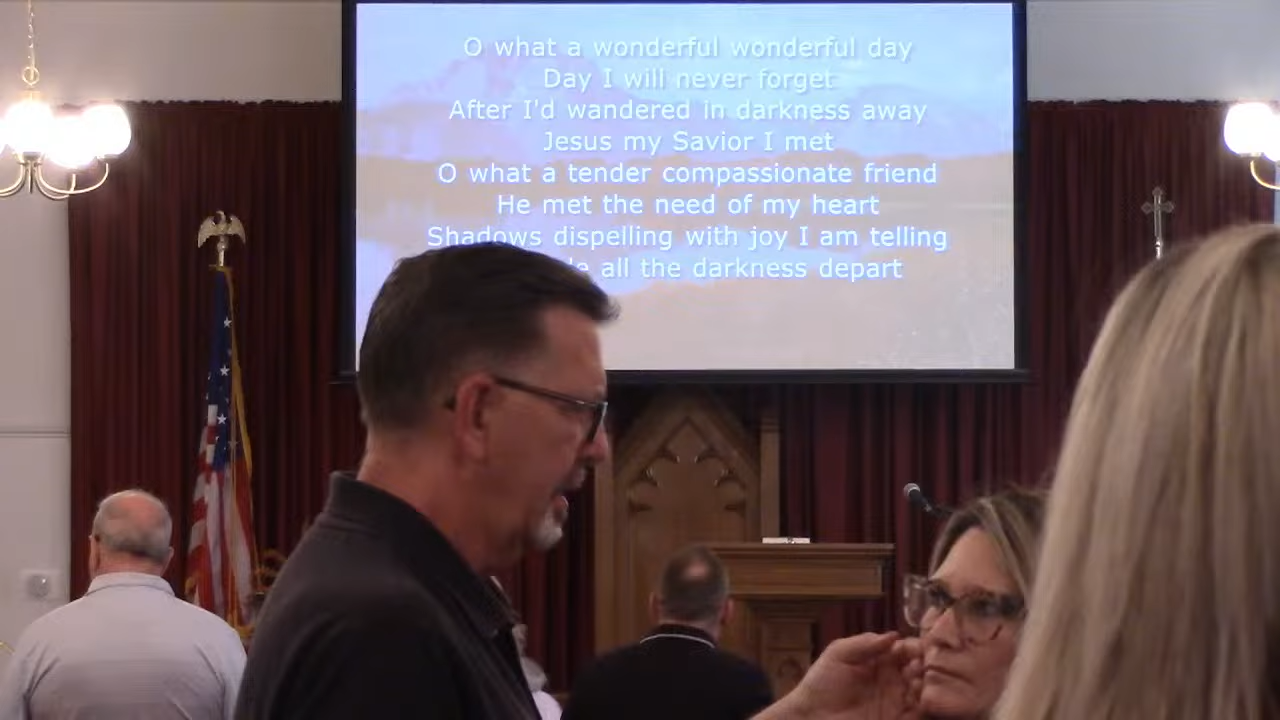 O what a wonderful wonderful day
Day I will never forget
After I'd wandered in darkness away
Jesus my Savior I met
O what a tender compassionate friend
He met the need of my heart
Shadows dispelling with joy I am telling
all the darkness depart